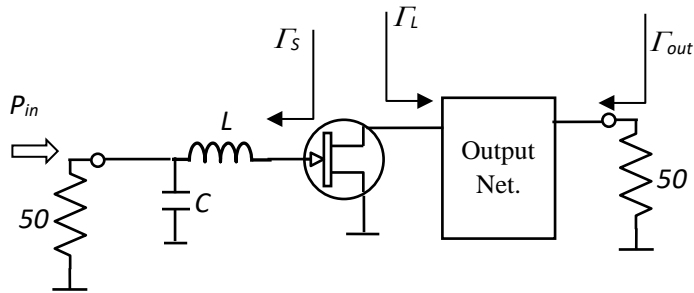 Γ_S
Γ_L
Γ_out
P_in
L
C
50
Output
Net.
50